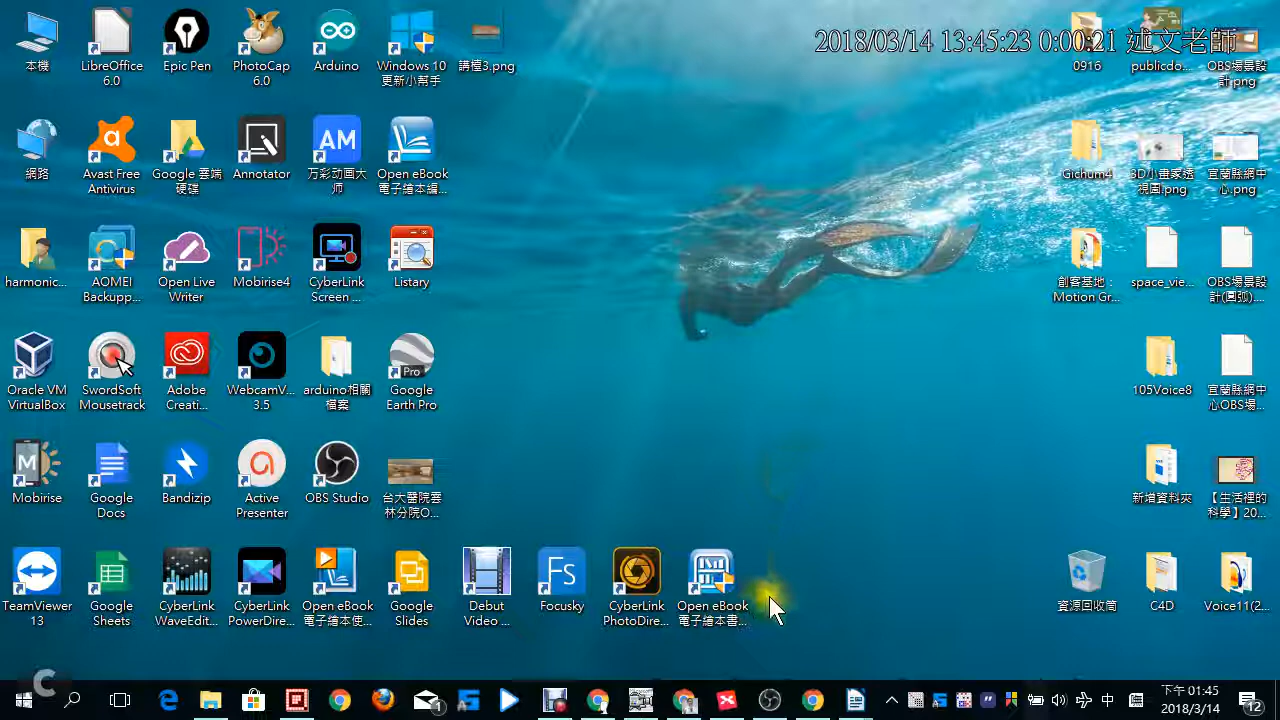 2018/03/14 13:45:23 0:00:21 述文老師
本機
LibreOffice
6.0
Epic Pen
PhotoCap
6.0
Arduino
Windows 10
更新小幫手
講檯3.png
0916
publicdo...
OBS場景設
計.png
網路
Avast Free
Antivirus
Google 雲端
硬碟
Annotator
AM
万彩动画大
师
Open eBook
電子繪本編...
Gichum4
3D小畫家透
視圖.png
宜蘭縣網中
心.png
harmonic...
AOMEI
Backupp...
Open Live
Writer
Mobirise4
CyberLink
Screen ...
Listary
創客基地：
Motion Gr...
space_vie...
OBS場景設
計(圓弧)....
Oracle VM
VirtualBox
SwordSoft
Mousetrack
Adobe
Creati...
WebcamV...
3.5
arduino相關
檔案
Pro
Google
Earth Pro
105Voice8
宜蘭縣網中
心OBS場...
M
Mobirise
Google
Docs
Bandizip
Active
Presenter
OBS Studio
台大醫院雲
林分院O...
新增資料夾
【生活裡的
科學】20...
TeamViewer
13
Google
Sheets
CyberLink
WaveEdit...
CyberLink
PowerDire...
Open eBook
電子繪本使...
Google
Slides
Debut
Video ...
Fs
Focusky
CyberLink
PhotoDire...
Open eBook
電子繪本書...
資源回收筒
C4D
Voice11(2...
C
1
中
下午 01:45
2018/3/14
12